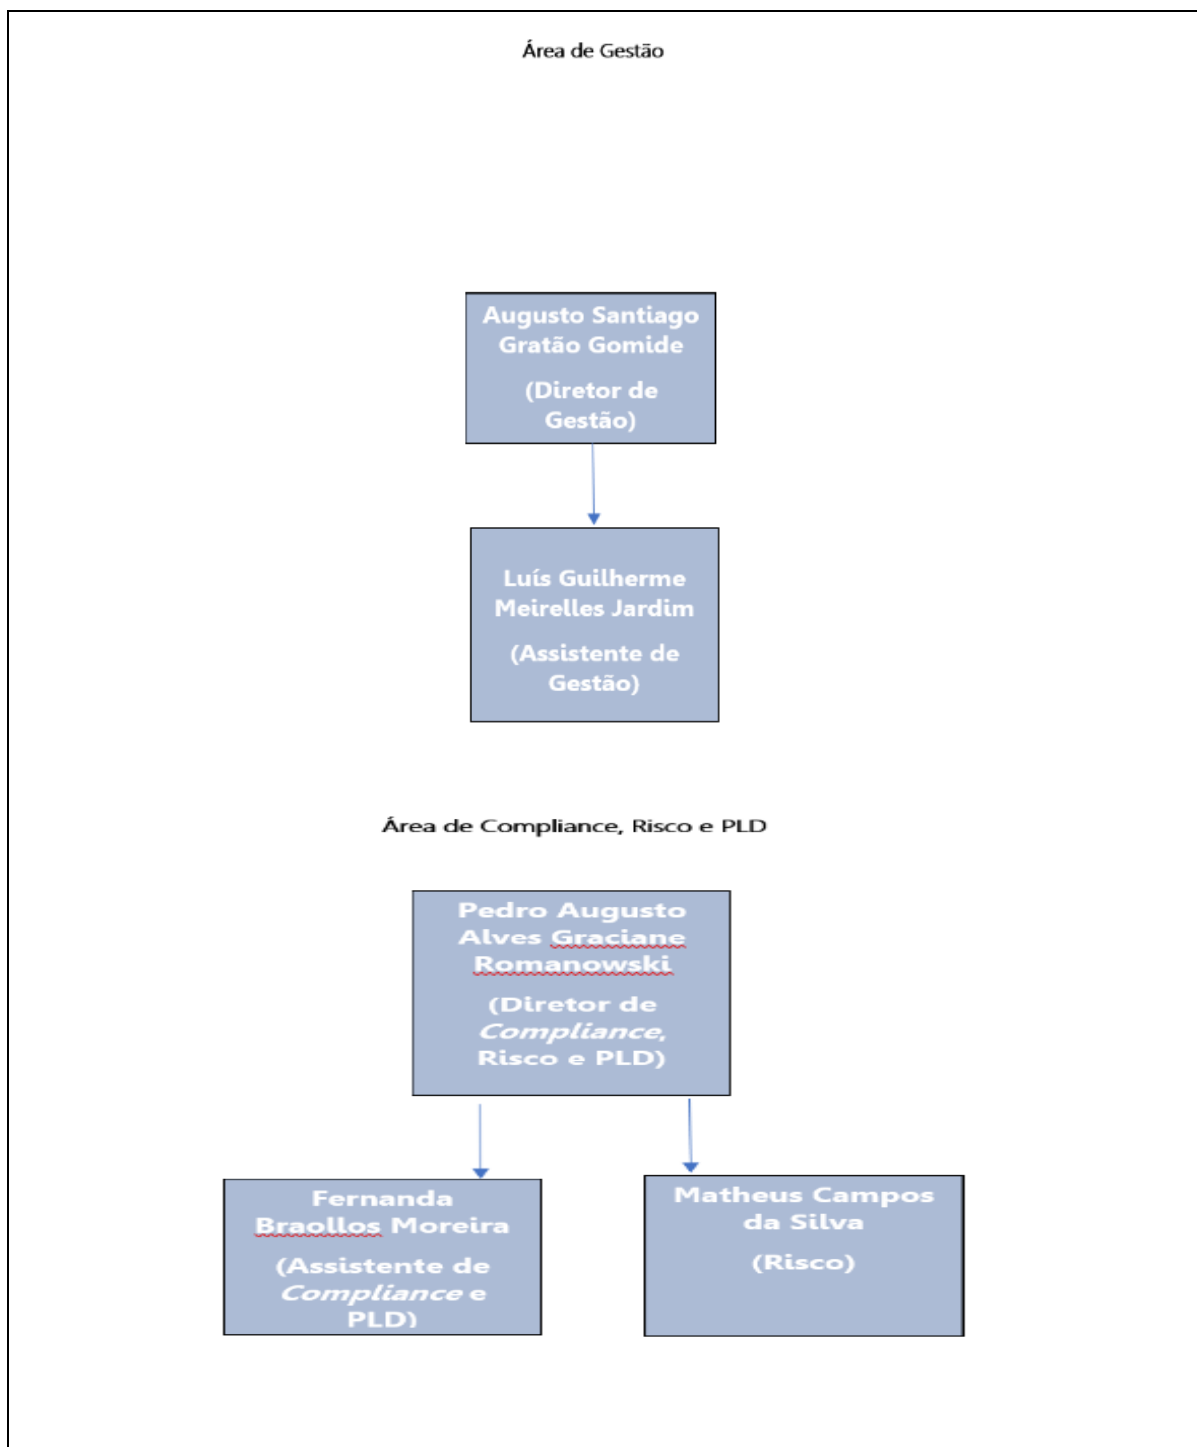 Área de Gestão
Augusto Santiago
Gratão Gomide
(Diretor de
Gestão)
Luís Guilherme
Meirelles Jardim
(Assistente de
Gestão)
Área de Compliance, Risco e PLD
Pedro Augusto
Alves Graciane
Romanowski
(Diretor de
Compliance,
Risco e PLD)
Fernanda
Braollos Moreira
(Assistente de
Compliance e
PLD)
Matheus Campos
da Silva
(Risco)